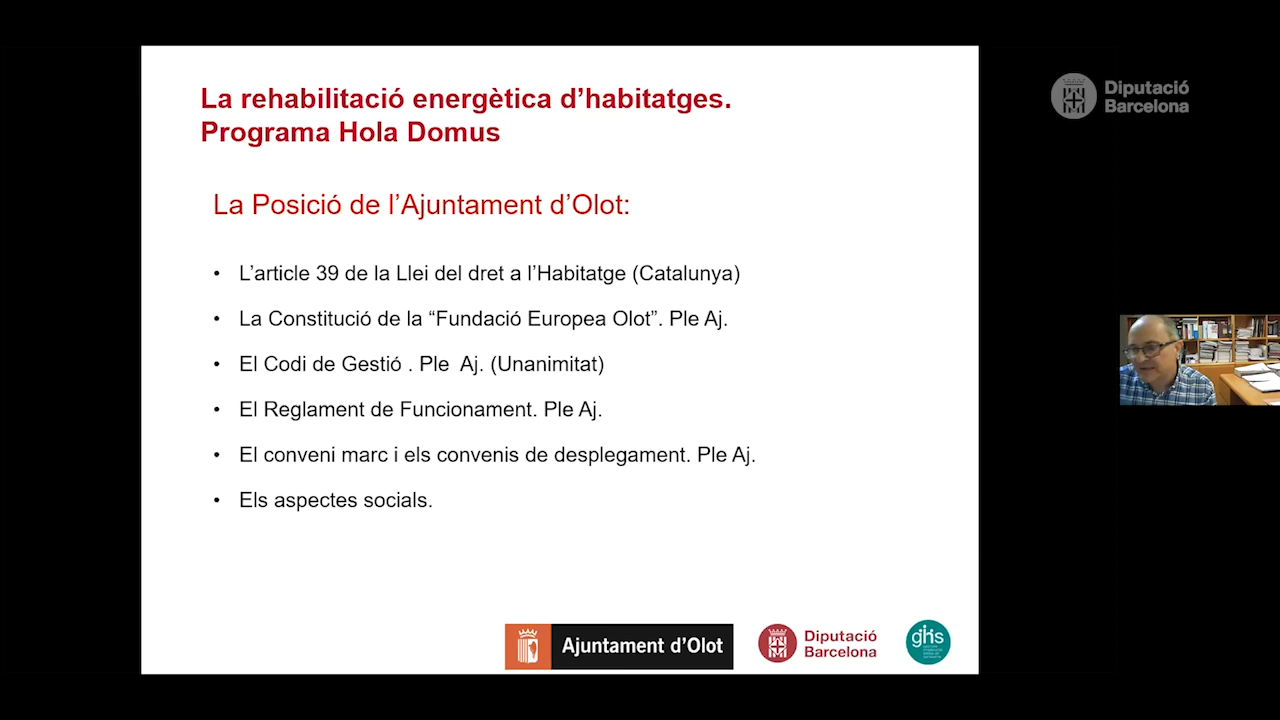 La rehabilitació energètica d’habitatges.
Programa Hola Domus
La Posició de l’Ajuntament d’Olot:
• L’article 39 de la Llei del dret a l’Habitatge (Catalunya)
• La Constitució de la “Fundació Europea Olot”. Ple Aj.
• El Codi de Gestió . Ple  Aj. (Unanimitat)
• El Reglament de Funcionament. Ple Aj.
• El conveni marc i els convenis de desplegament. Ple Aj.
• Els aspectes socials.
Ajuntament d’Olot
Diputació
Barcelona
ghs
Diputació
Barcelona